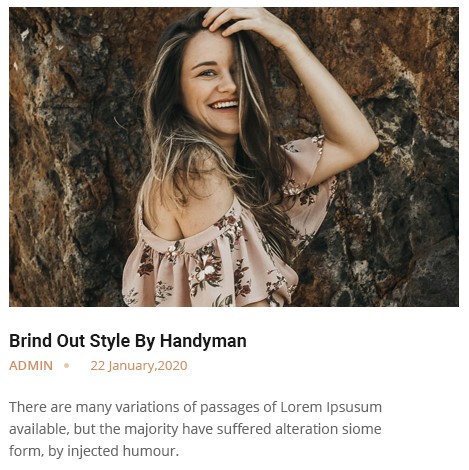 Brind Out Style By Handyman
ADMIN • 22 January,2020
There are many variations of passages of Lorem Ipsusum
available, but the majority have suffered alteration siome
form, by injected humour.